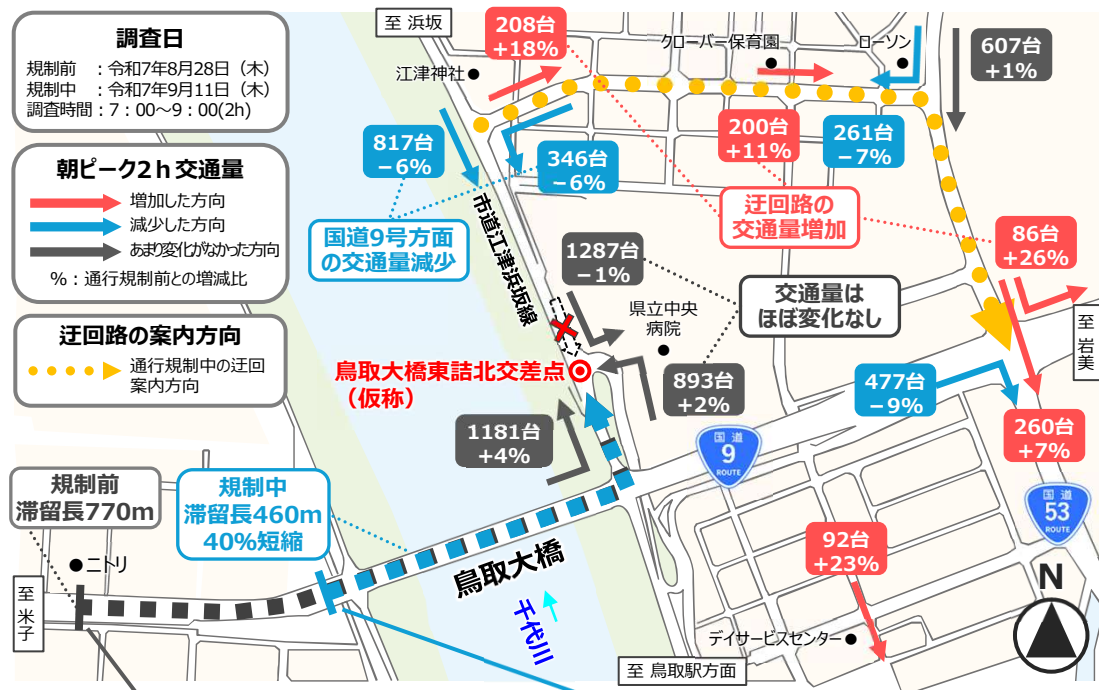 調査日
規制前　：令和7年8月28日（木）
規制中　：令和7年9月11日（木）
調査時間：7：00～9：00(2h)
朝ピーク2ｈ交通量
増加した方向
減少した方向
あまり変化がなかった方向
％：通行規制前との増減比
迂回路の案内方向
通行規制中の迂回
案内方向
至 浜坂
208台
+18%
江津神社
クローバー保育園
ローソン
607台
+1%
817台
−6%
346台
−6%
200台
+11%
261台
−7%
国道9号方面
の交通量減少
市道江津浜坂線
迂回路の
交通量増加
86台
+26%
1287台
−1%
交通量は
ほぼ変化なし
県立中央
病院
至 岩美
鳥取大橋東詰北交差点
（仮称）
893台
+2%
477台
−9%
1181台
+4%
260台
+7%
国道
9
ROUTE
規制前
滞留長770m
規制中
滞留長460m
40%短縮
国道
53
ROUTE
ニトリ
鳥取大橋
92台
+23%
N
至 米子
千代川
デイサービスセンター
至 鳥取駅方面